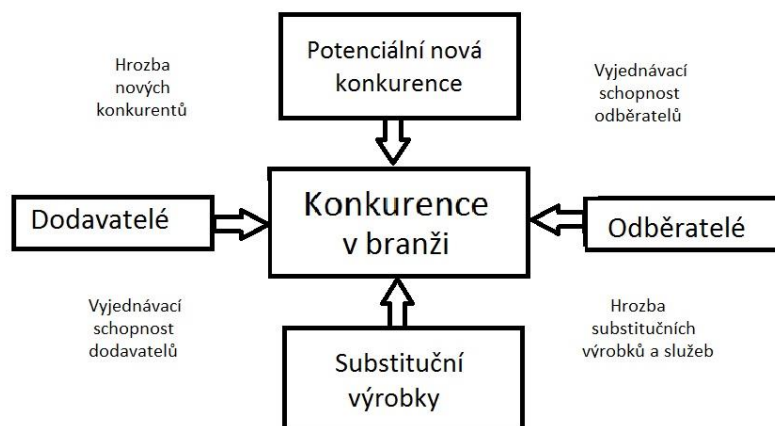 Potenciální nová
konkurence
Hrozba
nových
konkurentů
Vyjednávací
schopnost
odběratelů
Konkurence
v branži
Dodavatelé
Odběratelé
Vyjednávací
schopnost
dodavatelů
Hrozba
substitučních
výrobků a služeb
Substituční
výrobky